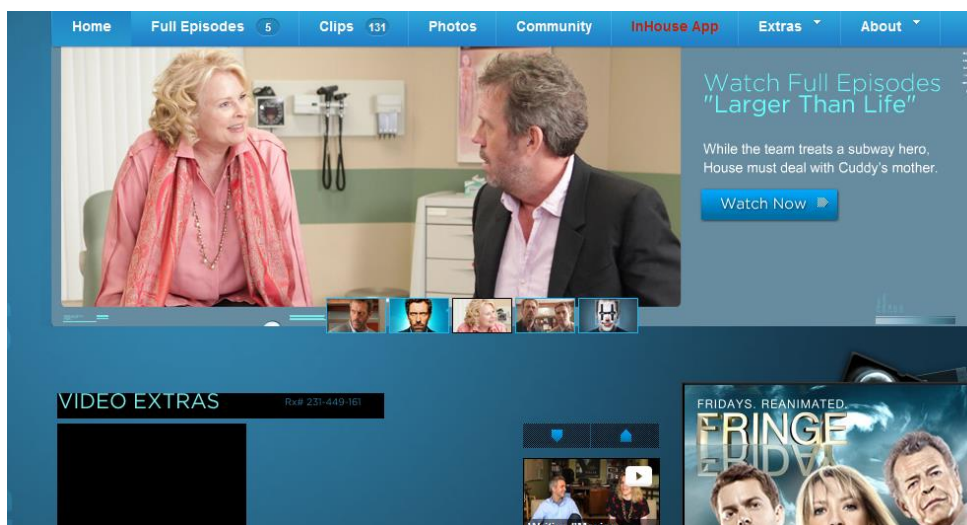 Home
Full Episodes 5
Clips 131
Photos
Community
InHouse App
Extras
About
Watch Full Episodes
"Larger Than Life"
While the team treats a subway hero,
House must deal with Cuddy's mother.
Watch Now
H
VIDEO EXTRAS
Rx# 231-449-161
FRIDAYS. REANIMATED.
FRINGE